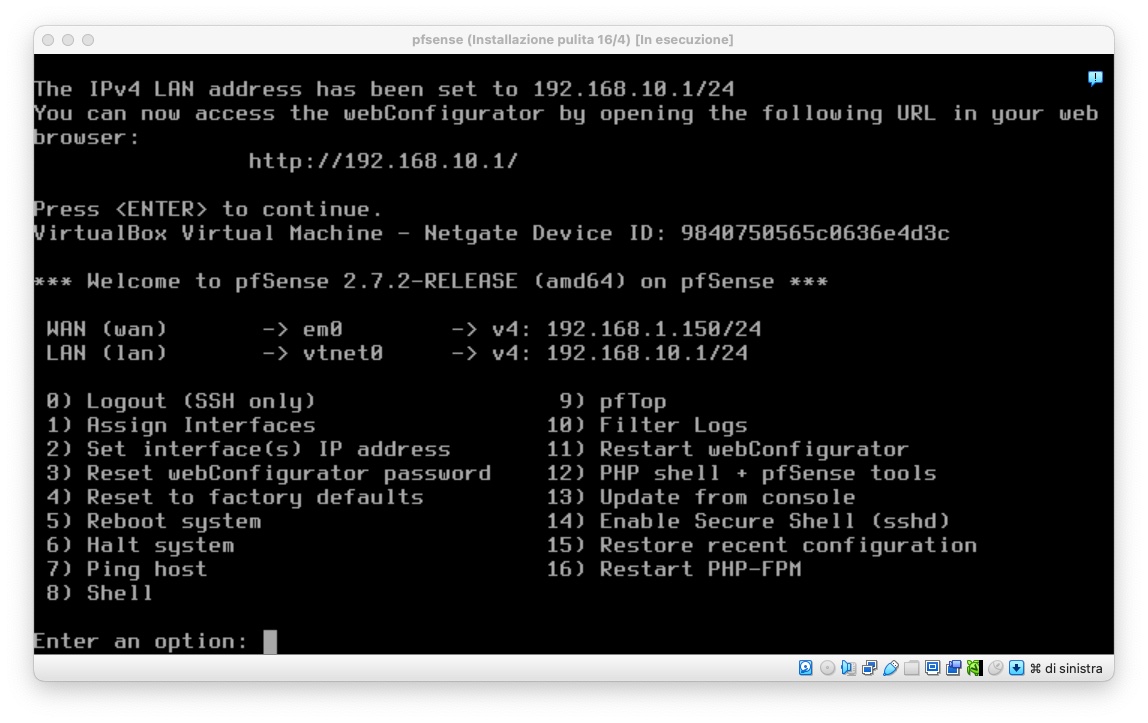 pfsense (Installazione pulita 16/4) [In esecuzione]
The IPv4 LAN address has been set to 192.168.10.1/24
You can now access the webConfigurator by opening the following URL in your web
browser:
http://192.168.10.1/
Press <ENTER> to continue.
VirtualBox Virtual Machine - Netgate Device ID: 9840750565c0636e4d3c
*** Welcome to pfSense 2.7.2-RELEASE (amd64) on pfSense ***
WAN (wan) -> em0 -> v4: 192.168.1.150/24
LAN (lan) -> vtnet0 -> v4: 192.168.10.1/24
0) Logout (SSH only) 9) pfTop
1) Assign Interfaces 10) Filter Logs
2) Set interface(s) IP address 11) Restart webConfigurator
3) Reset webConfigurator password 12) PHP shell + pfSense tools
4) Reset to factory defaults 13) Update from console
5) Reboot system 14) Enable Secure Shell (sshd)
6) Halt system 15) Restore recent configuration
7) Ping host 16) Restart PHP-FPM
8) Shell
Enter an option:
⌘ di sinistra